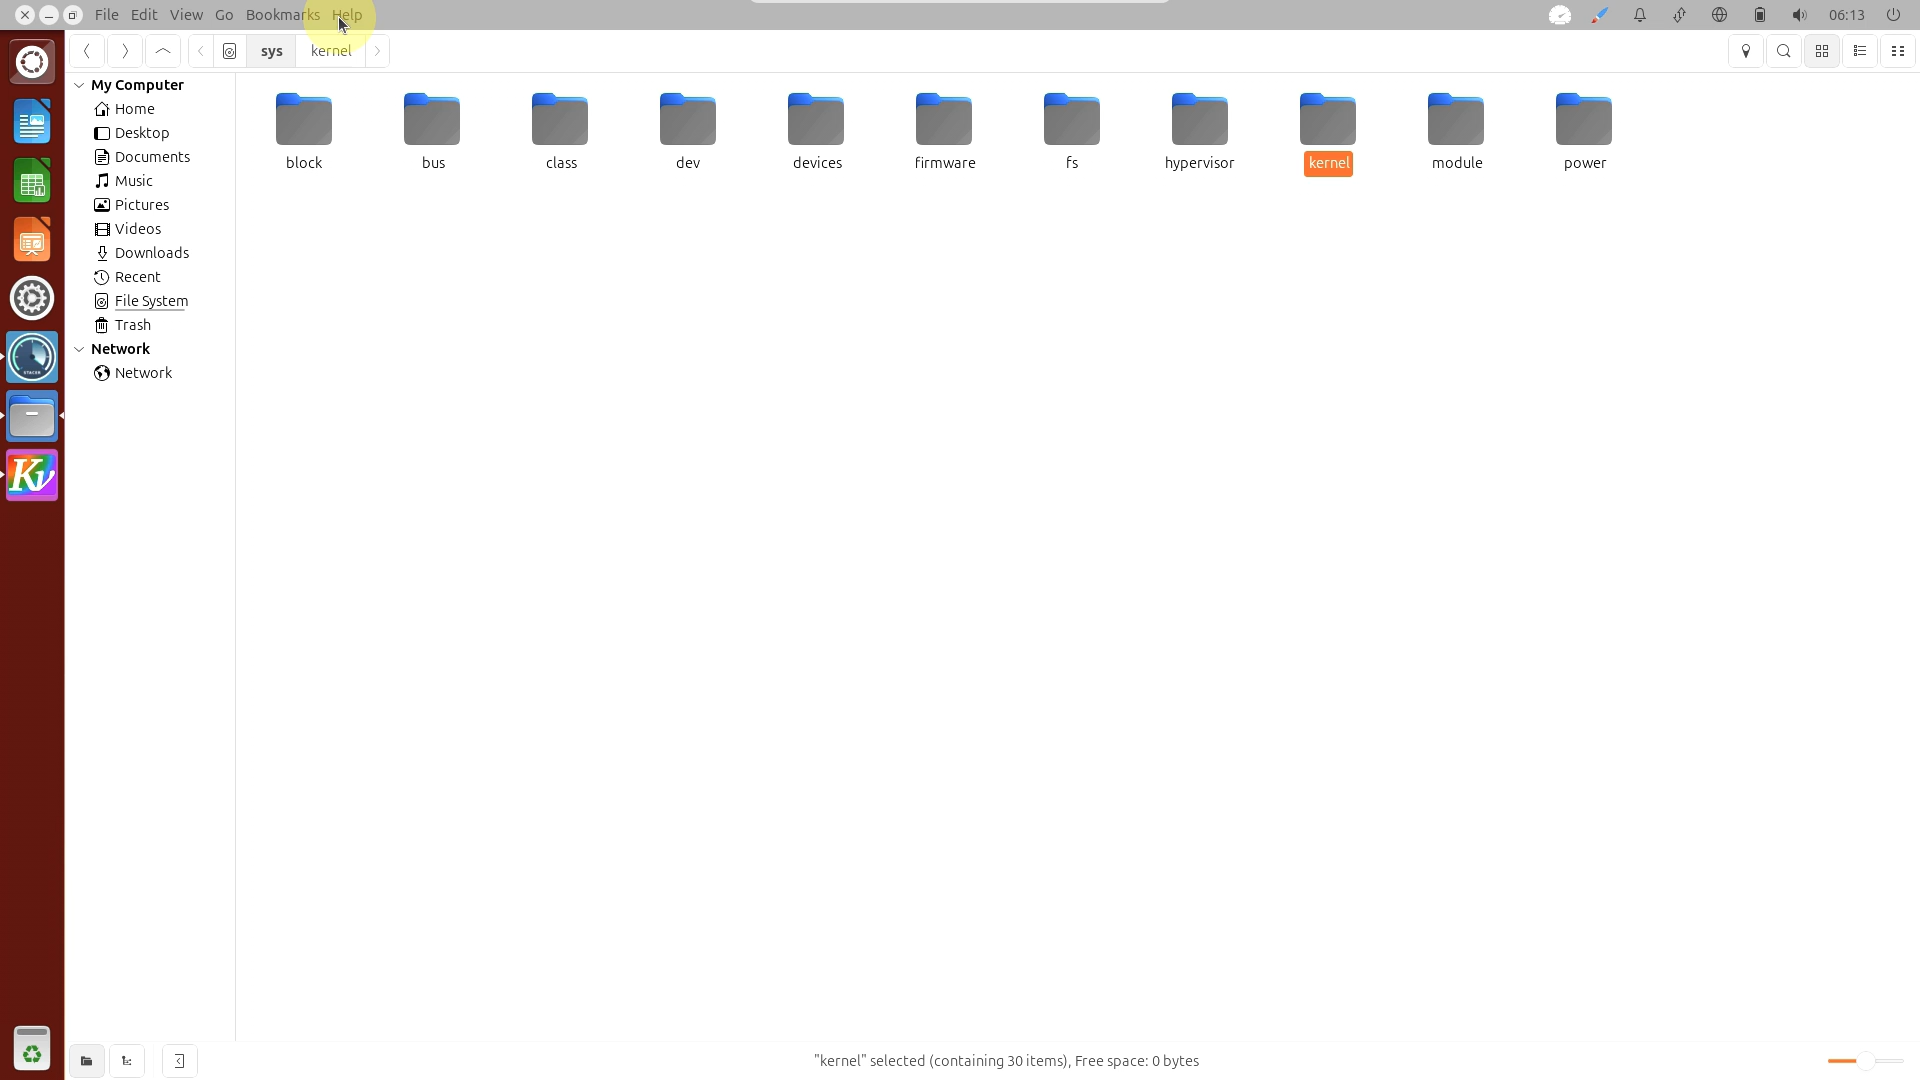 File Edit View Go Bookmarks Help
06:13
sys kernel
My Computer
Home
Desktop
Documents
Music
Pictures
Videos
Downloads
Recent
File System
Trash
Network
Network
block bus class dev devices firmware fs hypervisor kernel module power
STACER
Kv
"kernel" selected (containing 30 items), Free space: 0 bytes